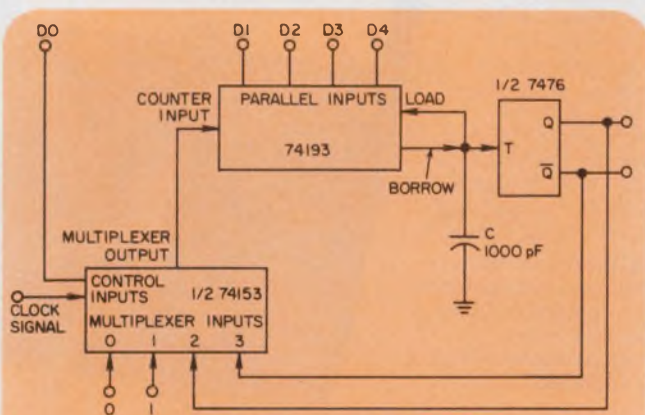 D0
D1 D2 D3 D4
1/2 7476
COUNTER
INPUT
PARALLEL INPUTS
LOAD
74193
T
Q
Q̅
BORROW
C
1000 pF
MULTIPLEXER
OUTPUT
CONTROL
INPUTS
1/2 74153
CLOCK
SIGNAL
MULTIPLEXER INPUTS
0 1 2 3
0 1